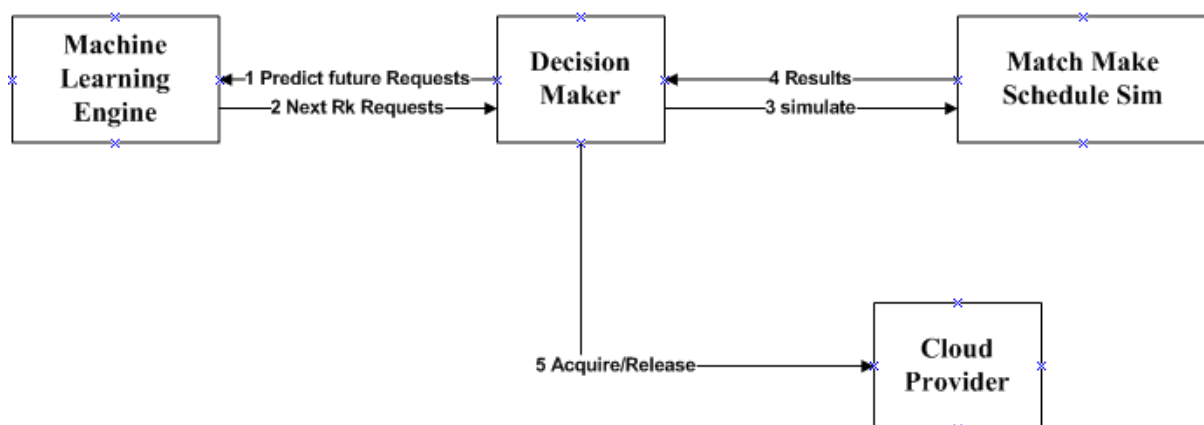 Machine
Learning
Engine
1 Predict future Requests
2 Next Rk Requests
Decision
Maker
4 Results
3 simulate
Match Make
Schedule Sim
5 Acquire/Release
Cloud
Provider